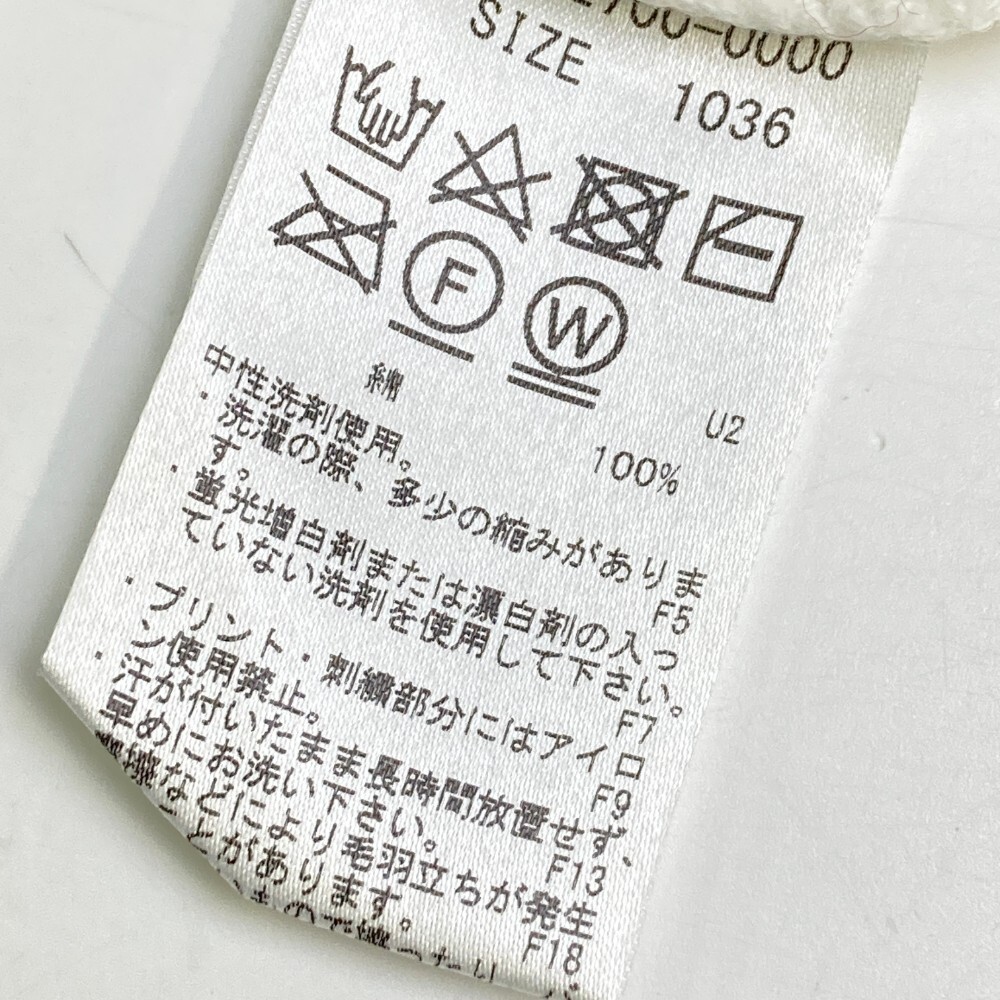 SIZE 1036
F
W
U2
綿 100%
中性洗剤使用。
・洗濯の際、多少の縮みがありま
す。 F5
・蛍光増白剤または漂白剤の入っ
ていない洗剤を使用して下さい。
F7
・プリント・刺繍部分にはアイロ
ン使用禁止。 F9
・汗が付いたまま長時間放置せず、
早めにお洗い下さい。 F13
などにより毛羽立ちが発生
とがあります。 F18